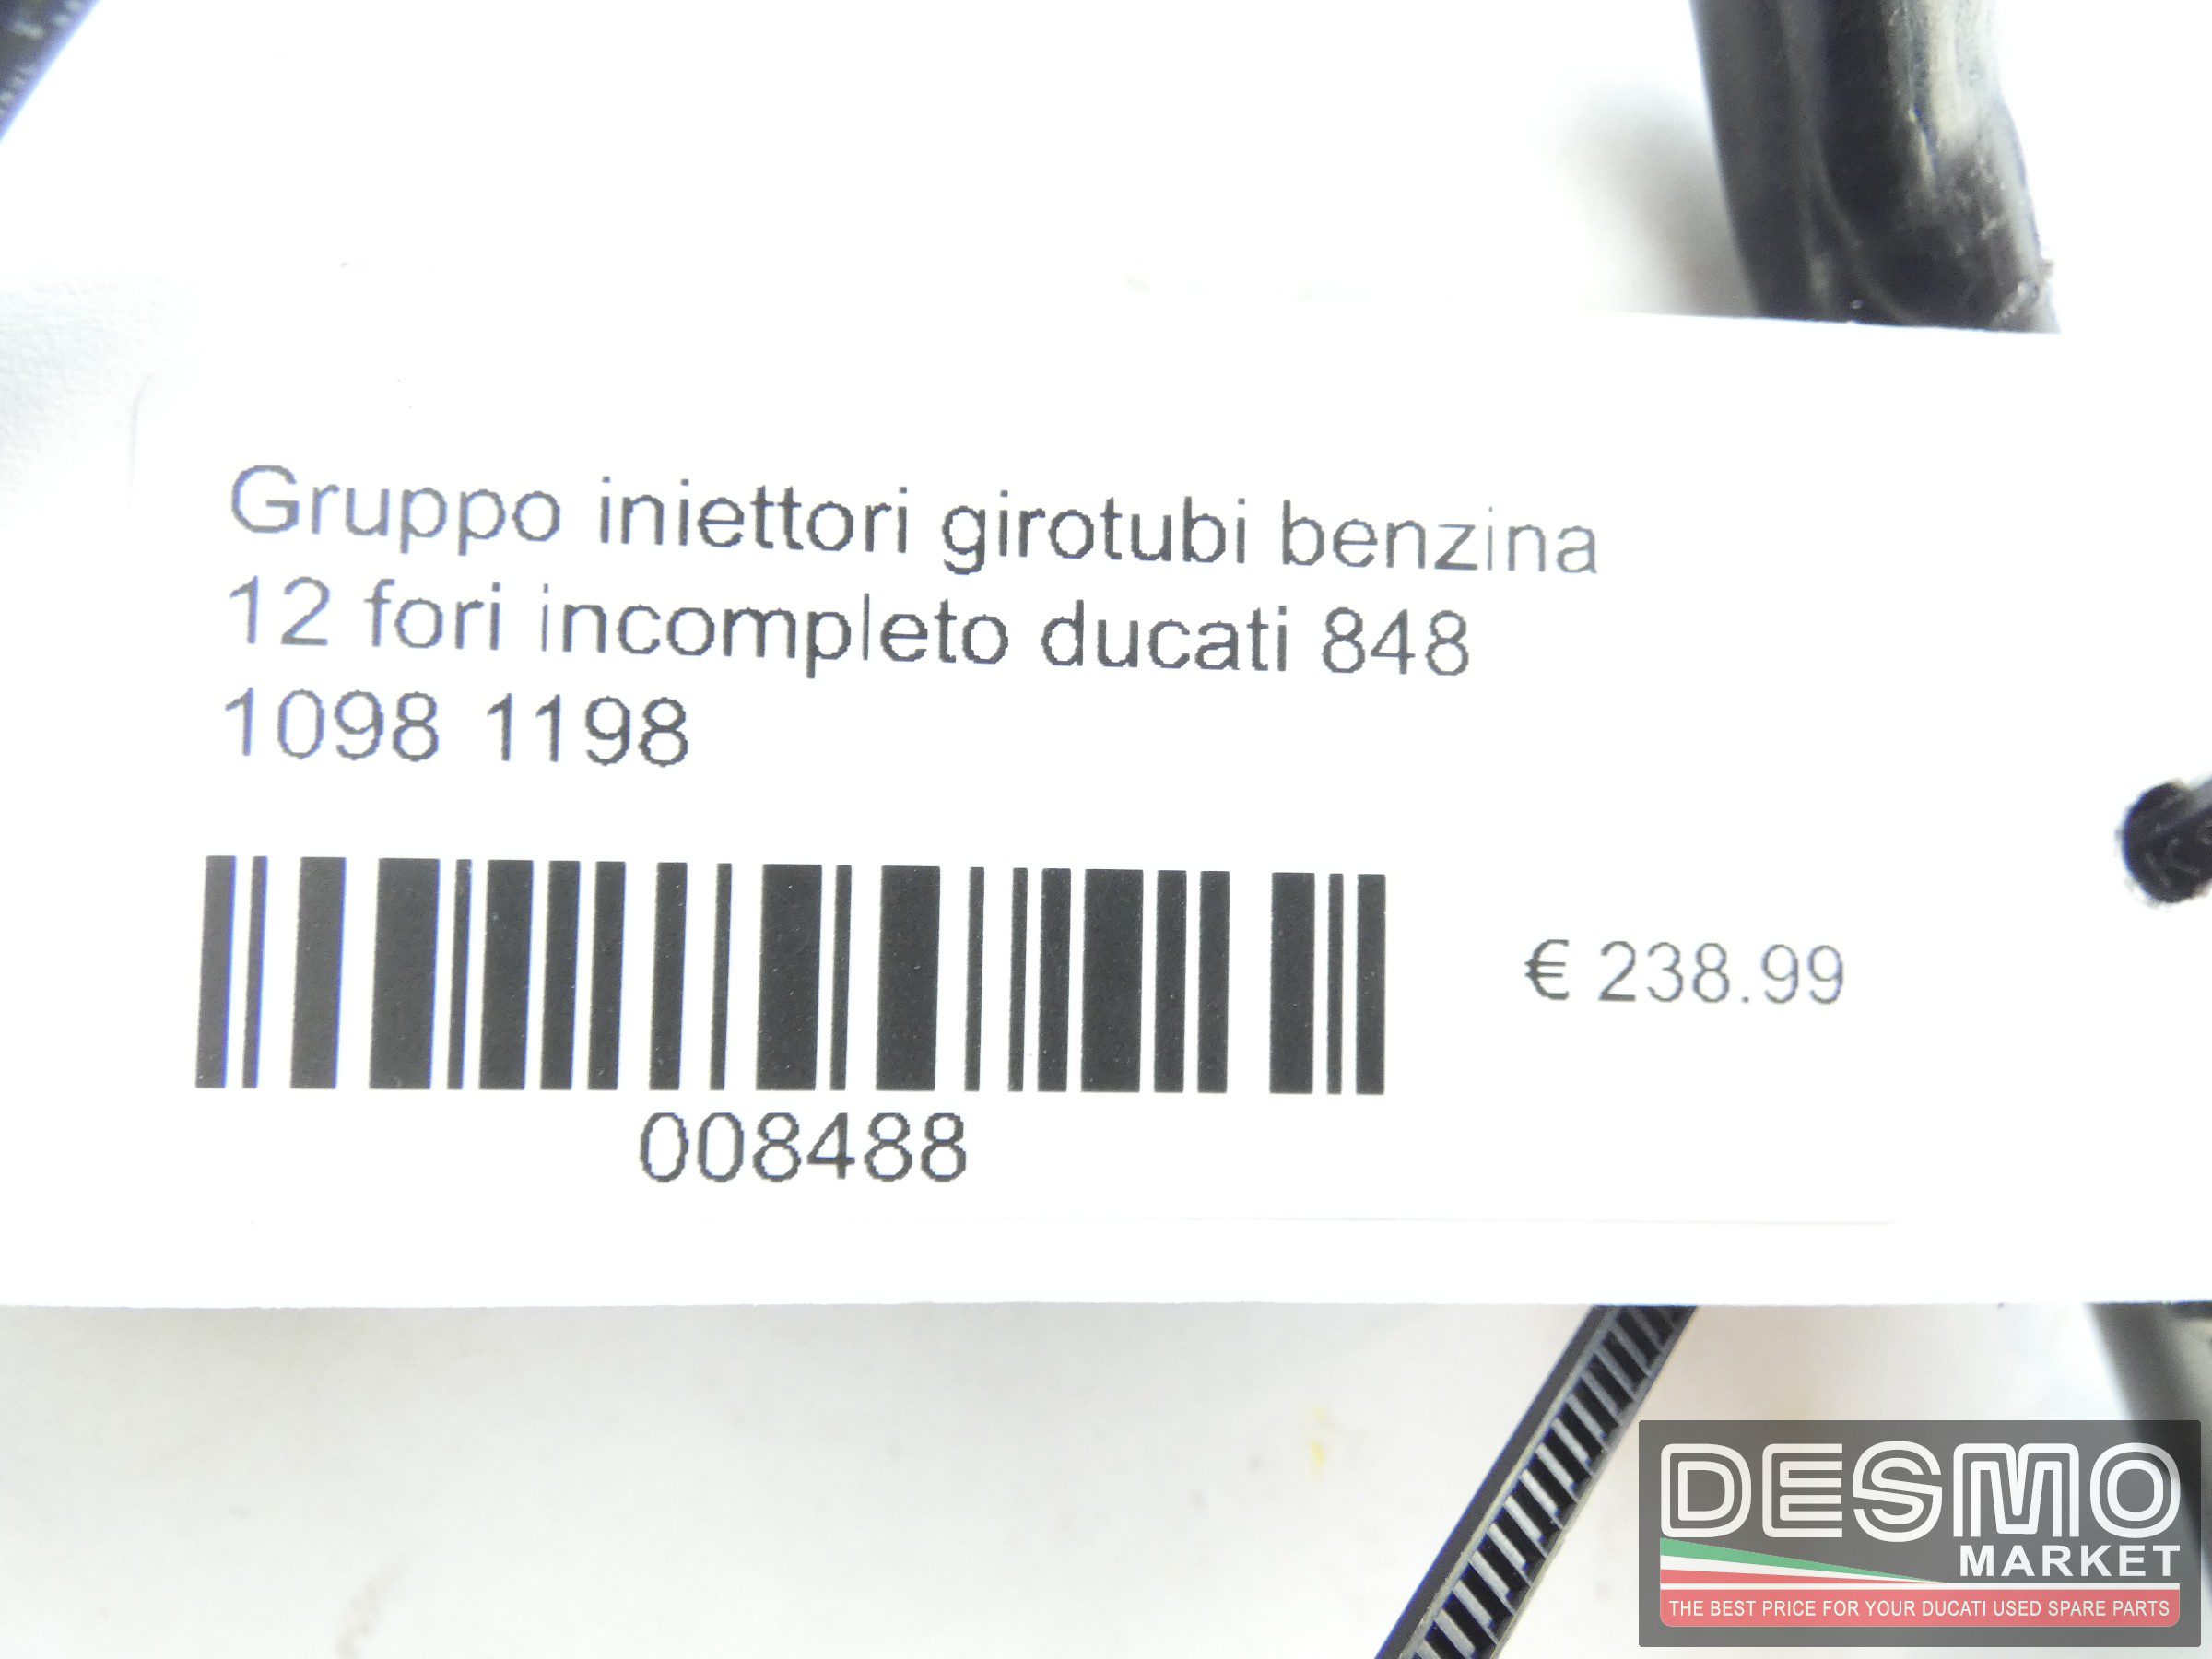 Gruppo iniettori girotubi benzina
12 fori incompleto ducati 848
1098 1198
€ 238.99
008488
DESMO
MARKET
THE BEST PRICE FOR YOUR DUCATI USED SPARE PARTS